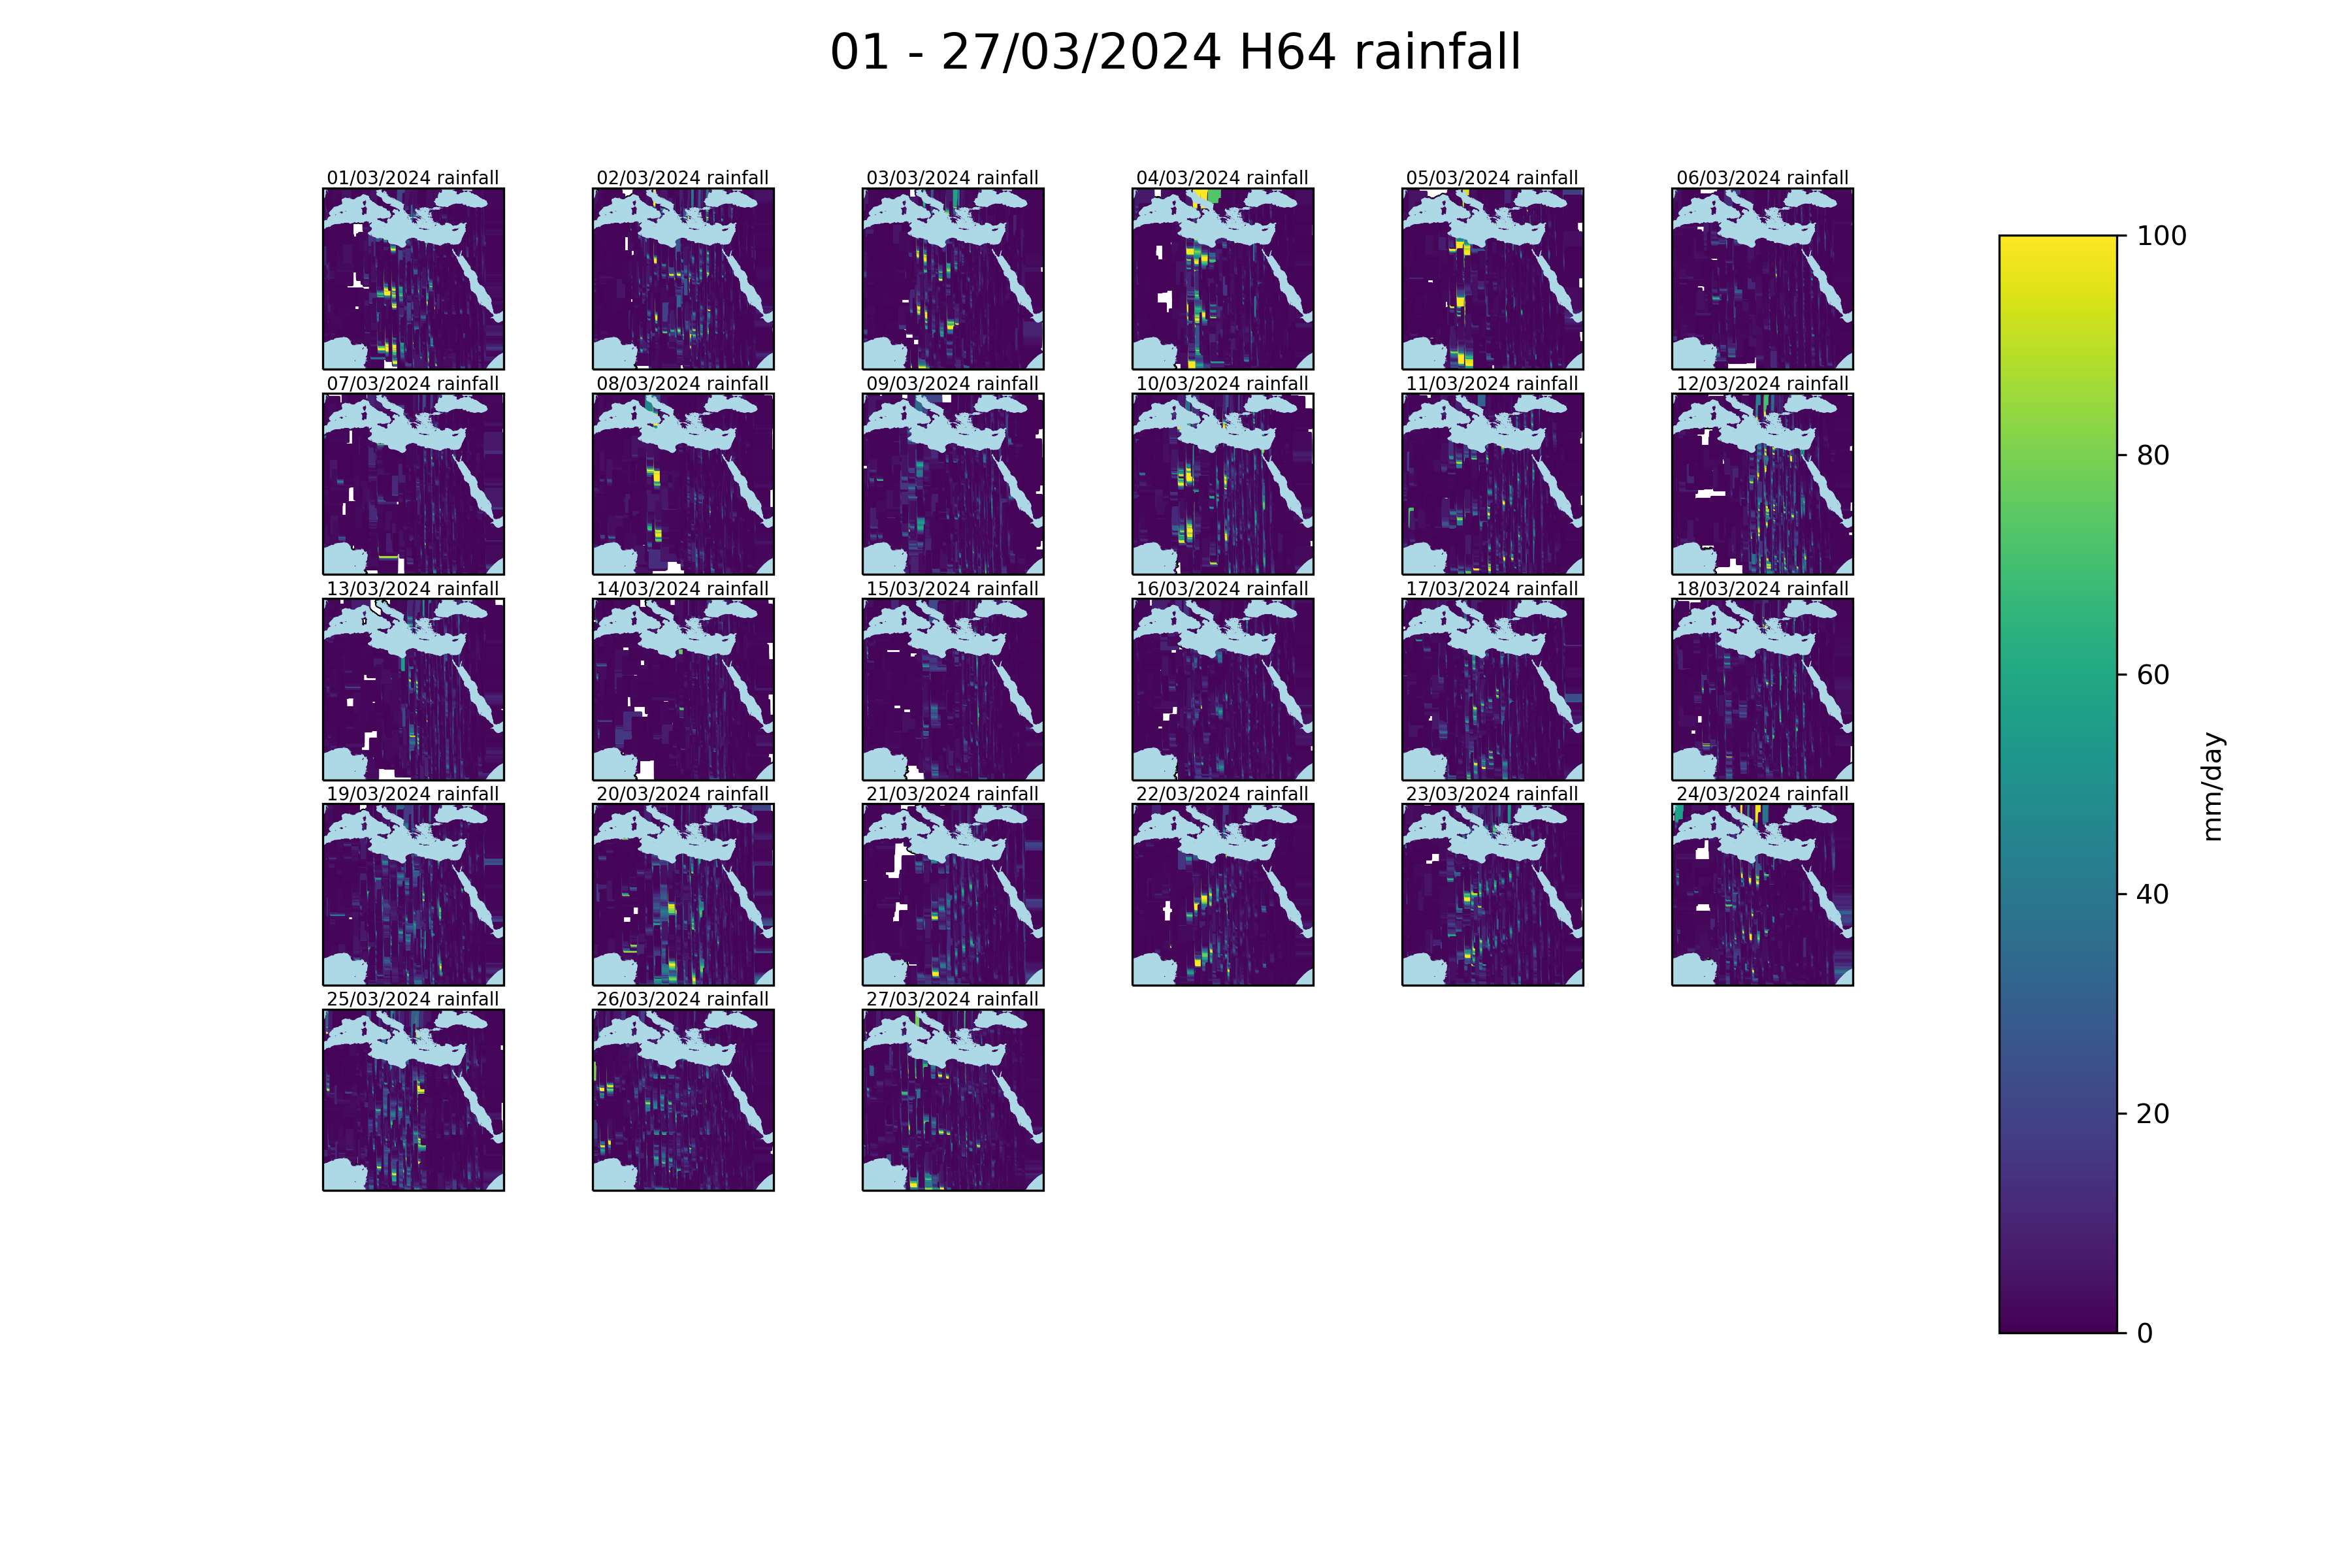 01 - 27/03/2024 H64 rainfall
01/03/2024 rainfall
02/03/2024 rainfall
03/03/2024 rainfall
04/03/2024 rainfall
05/03/2024 rainfall
06/03/2024 rainfall
07/03/2024 rainfall
08/03/2024 rainfall
09/03/2024 rainfall
10/03/2024 rainfall
11/03/2024 rainfall
12/03/2024 rainfall
13/03/2024 rainfall
14/03/2024 rainfall
15/03/2024 rainfall
16/03/2024 rainfall
17/03/2024 rainfall
18/03/2024 rainfall
19/03/2024 rainfall
20/03/2024 rainfall
21/03/2024 rainfall
22/03/2024 rainfall
23/03/2024 rainfall
24/03/2024 rainfall
25/03/2024 rainfall
26/03/2024 rainfall
27/03/2024 rainfall
100
80
60
40
20
0
mm/day